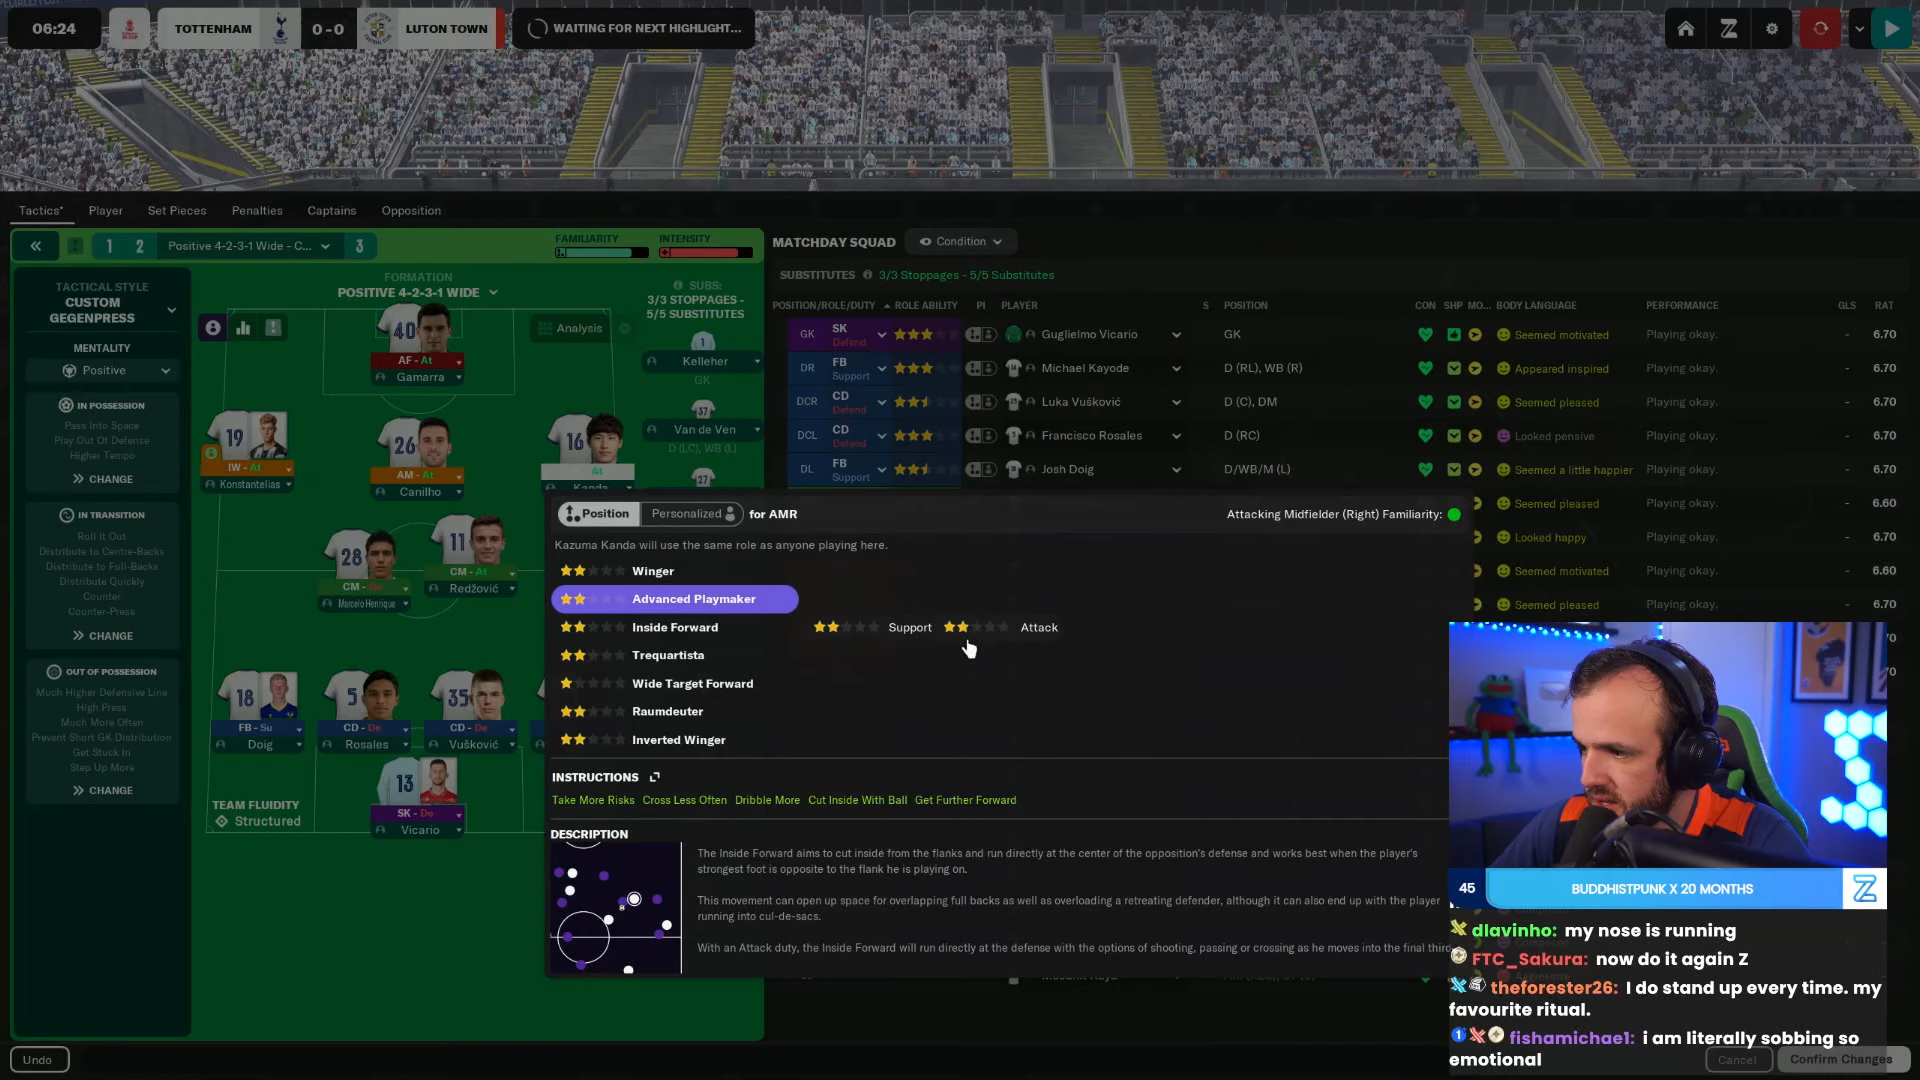 06:24
TOTTENHAM
0-0
LUTON TOWN
WAITING FOR NEXT HIGHLIGHT...
Tactics*
Player
Set Pieces
Penalties
Captains
Opposition
1 2
Positive 4-2-3-1 Wide - C...
3
FAMILIARITY
INTENSITY
TACTICAL STYLE
CUSTOM
GEGENPRESS
MENTALITY
Positive
IN POSSESSION
Pass Into Space
Play Out Of Defense
Higher Tempo
CHANGE
IN TRANSITION
Roll It Out
Distribute to Centre-Backs
Distribute to Full-Backs
Distribute Quickly
Counter
Counter-Press
CHANGE
OUT OF POSSESSION
Much Higher Defensive Line
High Press
Much More Often
Prevent Short GK Distribution
Get Stuck In
Step Up More
CHANGE
FORMATION
POSITIVE 4-2-3-1 WIDE
Analysis
SUBS:
3/3 STOPPAGES -
5/5 SUBSTITUTES
1
Kelleher
GK
37
Van de Ven
D (LC), WB (L)
27
40
AF - At
Gamarra
19
IW - At
Konstantelias
26
AM - At
Canilho
16
At
Kanda
28
CM - De
Marcelo Henrique
11
CM - At
Redžović
18
FB - Su
Doig
5
CD - De
Rosales
35
CD - De
Vušković
13
SK - De
Vicario
TEAM FLUIDITY
Structured
MATCHDAY SQUAD
Condition
SUBSTITUTES
3/3 Stoppages - 5/5 Substitutes
POSITION/ROLE/DUTY ROLE ABILITY PI PLAYER S POSITION CON SHP MO... BODY LANGUAGE PERFORMANCE GLS RAT
GK SK Defend Guglielmo Vicario GK Seemed motivated Playing okay. - 6.70
DR FB Support Michael Kayode D (RL), WB (R) Appeared inspired Playing okay. - 6.70
DCR CD Defend Luka Vušković D (C), DM Seemed pleased Playing okay. - 6.70
DCL CD Defend Francisco Rosales D (RC) Looked pensive Playing okay. - 6.70
DL FB Support Josh Doig D/WB/M (L) Seemed a little happier Playing okay. - 6.70
Seemed pleased Playing okay. - 6.60
Looked happy Playing okay. - 6.70
Seemed motivated Playing okay. - 6.60
Seemed pleased Playing okay. - 6.70
Position
Personalized
for AMR
Attacking Midfielder (Right) Familiarity:
Kazuma Kanda will use the same role as anyone playing here.
Winger
Advanced Playmaker
Inside Forward
Support
Attack
Trequartista
Wide Target Forward
Raumdeuter
Inverted Winger
INSTRUCTIONS
Take More Risks Cross Less Often Dribble More Cut Inside With Ball Get Further Forward
DESCRIPTION
The Inside Forward aims to cut inside from the flanks and run directly at the center of the opposition's defense and works best when the player's
strongest foot is opposite to the flank he is playing on.
This movement can open up space for overlapping full backs as well as overloading a retreating defender, although it can also end up with the player
running into cul-de-sacs.
With an Attack duty, the Inside Forward will run directly at the defense with the options of shooting, passing or crossing as he moves into the final third
45
BUDDHISTPUNK X 20 MONTHS
dlavinho: my nose is running
FTC_Sakura: now do it again Z
theforester26: I do stand up every time. my
favourite ritual.
fishamichael: i am literally sobbing so
emotional
Undo
Cancel
Confirm Changes